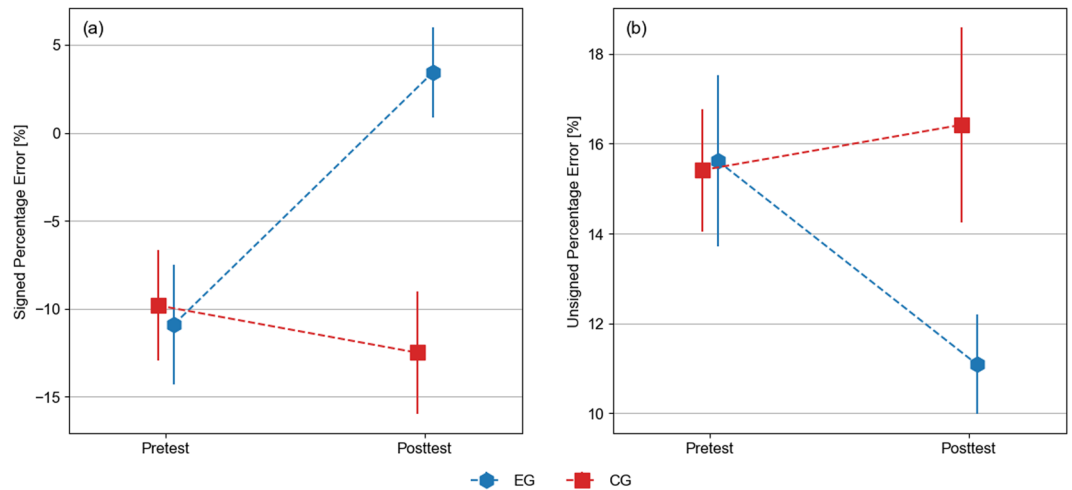 (a)
Signed Percentage Error [%]
5
0
−5
−10
−15
Pretest
Posttest
(b)
Unsigned Percentage Error [%]
18
16
14
12
10
Pretest
Posttest
EG
CG